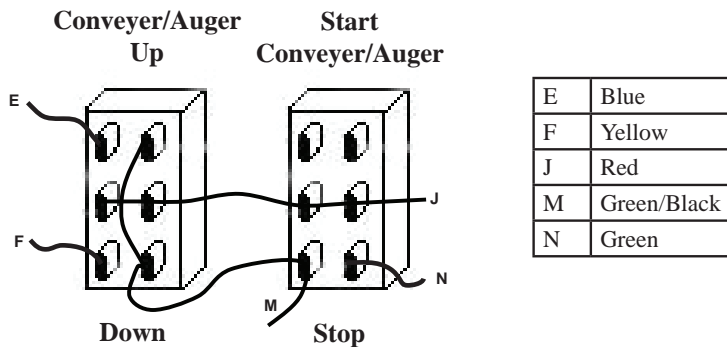 Conveyer/Auger
Up
Start
Conveyer/Auger
E
F
J
M
N
Down
Stop
E Blue
F Yellow
J Red
M Green/Black
N Green